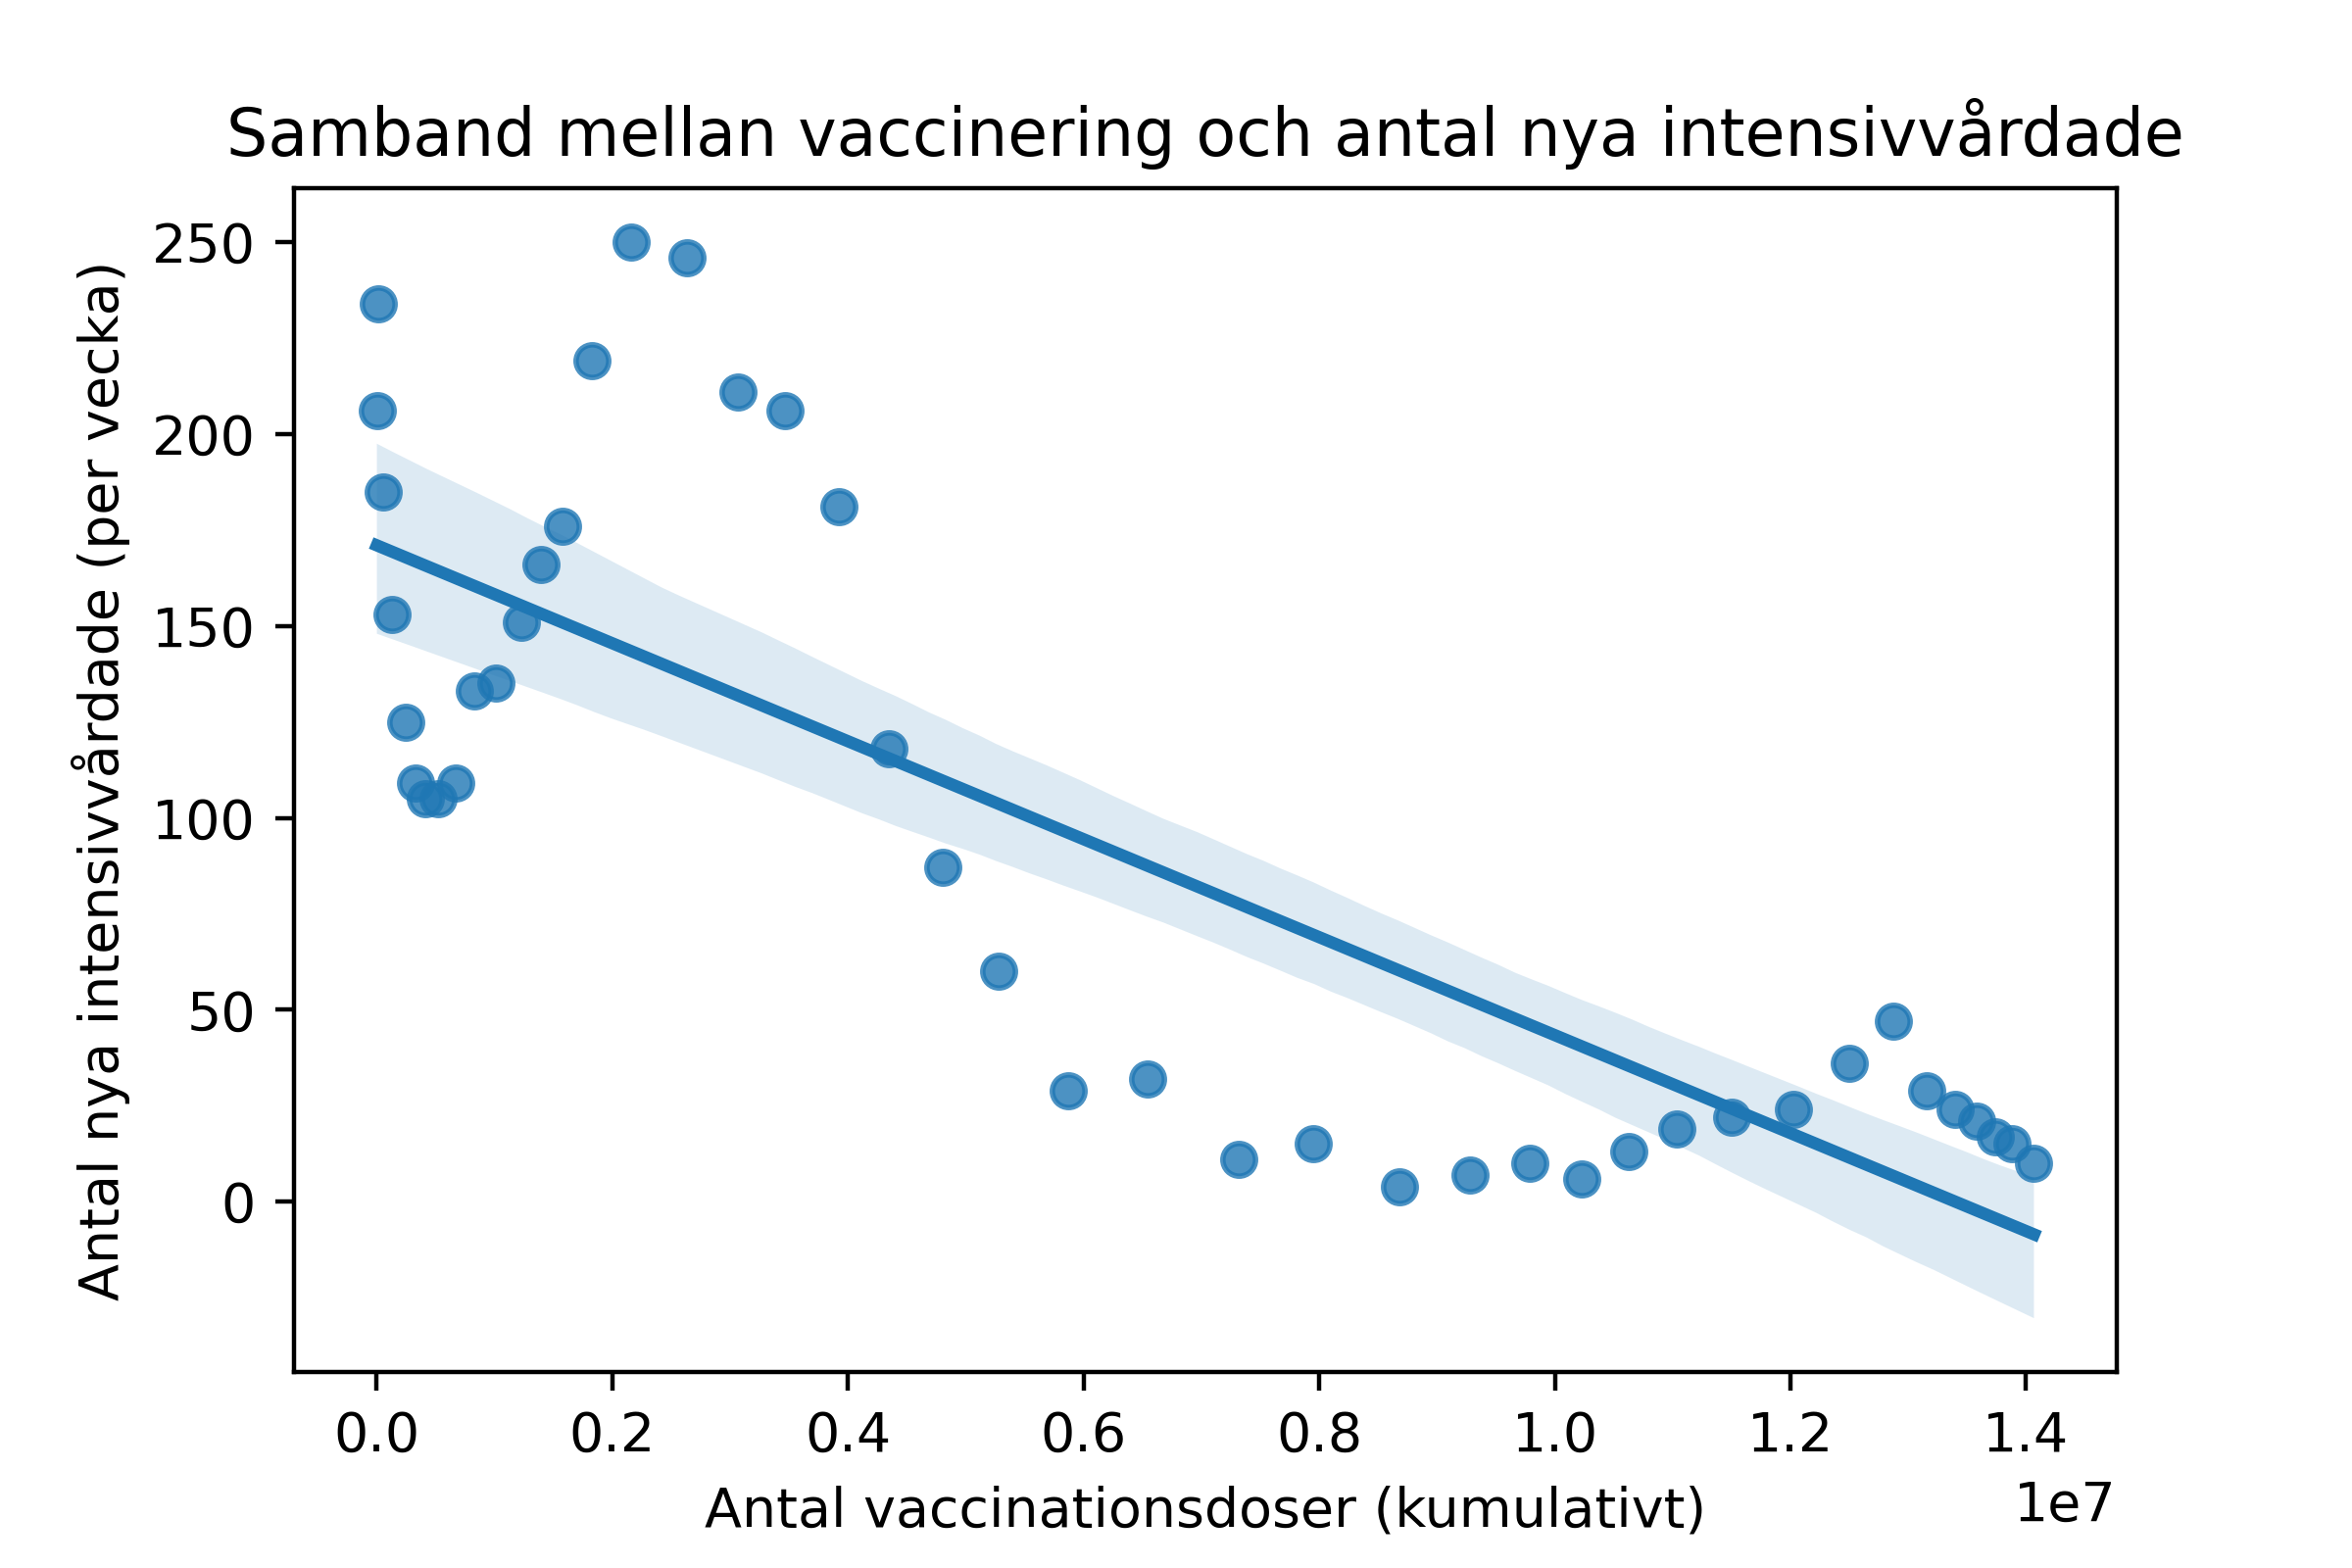 Samband mellan vaccinering och antal nya intensivvårdade
Antal nya intensivvårdade (per vecka)
250
200
150
100
50
0
0.0 0.2 0.4 0.6 0.8 1.0 1.2 1.4
1e7
Antal vaccinationsdoser (kumulativt)